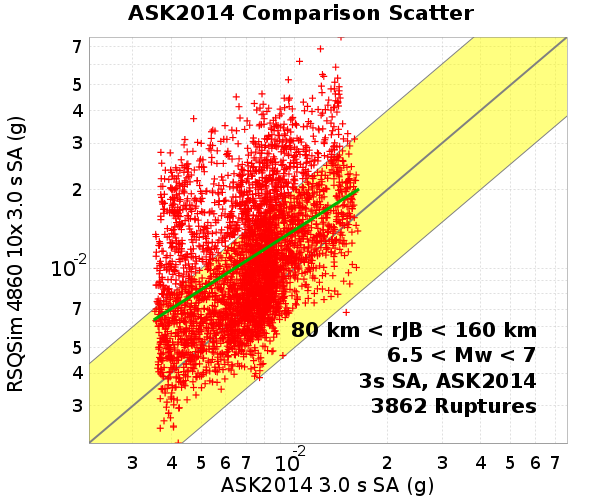 ASK2014 Comparison Scatter
RSQSim 4860 10x 3.0 s SA (g)
7
5
4
3
2
10-2
7
5
4
3
80 km < rJB < 160 km
6.5 < Mw < 7
3s SA, ASK2014
3862 Ruptures
3 4 5 6 7 10-2 2 3 4 5 6 7
ASK2014 3.0 s SA (g)